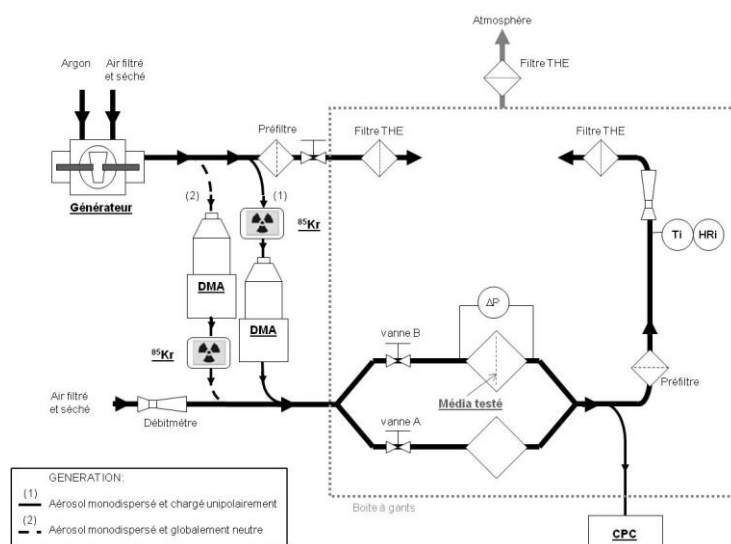 Atmosphère
Filtre THE
Argon
Air filtré
et séché
Préfiltre
Filtre THE
Filtre THE
Générateur
(2)
(1)
⁸⁵Kr
Ti
HRi
DMA
DMA
ΔP
vanne B
⁸⁵Kr
Média testé
Préfiltre
Air filtré
et séché
Débitmètre
vanne A
GENERATION:
(1)
Aérosol monodispersé et chargé unipolairement
(2)
Aérosol monodispersé et globalement neutre
Boite à gants
CPC